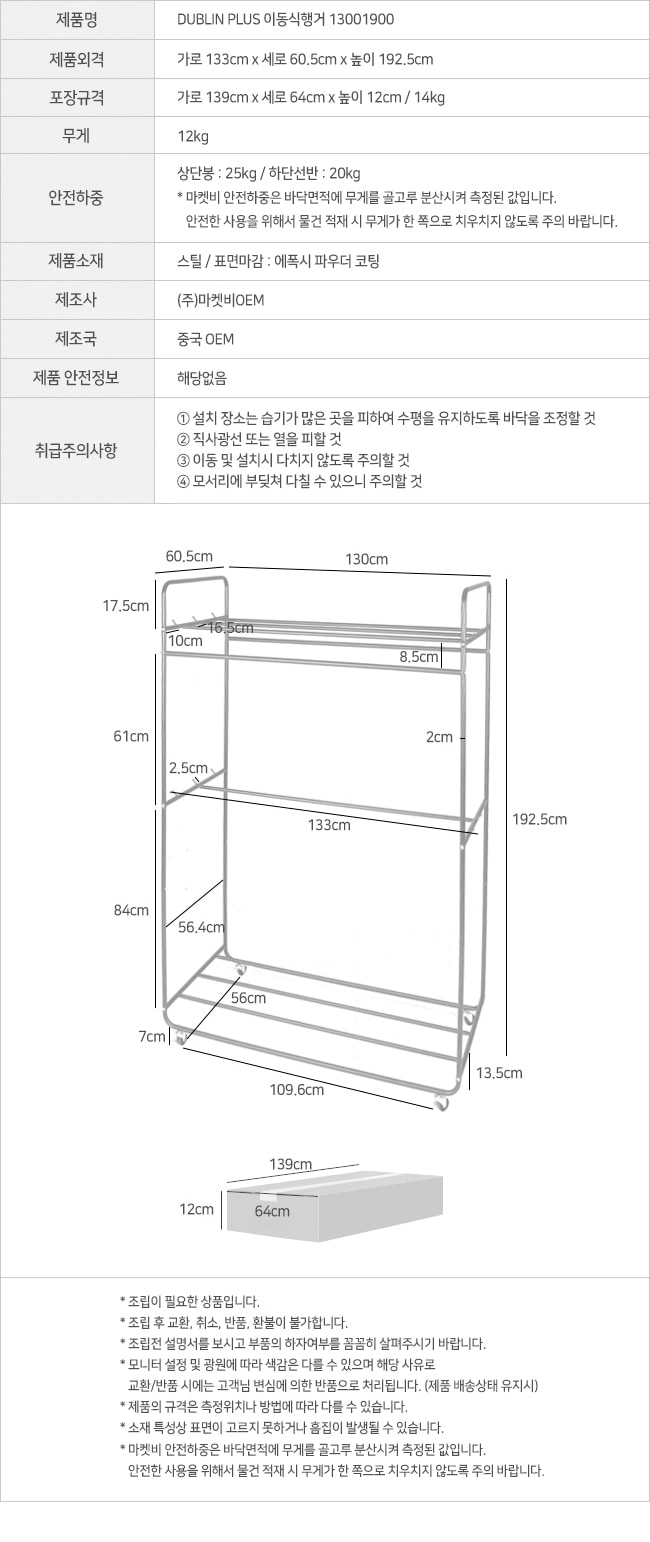 제품명
DUBLIN PLUS 이동식행거 13001900
제품외격
가로 133cm x 세로 60.5cm x 높이 192.5cm
포장규격
가로 139cm x 세로 64cm x 높이 12cm / 14kg
무게
12kg
안전하중
상단봉 : 25kg / 하단선반 : 20kg
* 마켓비 안전하중은 바닥면적에 무게를 골고루 분산시켜 측정된 값입니다.
안전한 사용을 위해서 물건 적재 시 무게가 한 쪽으로 치우치지 않도록 주의 바랍니다.
제품소재
스틸 / 표면마감 : 에폭시 파우더 코팅
제조사
(주)마켓비OEM
제조국
중국 OEM
제품 안전정보
해당없음
취급주의사항
① 설치 장소는 습기가 많은 곳을 피하여 수평을 유지하도록 바닥을 조정할 것
② 직사광선 또는 열을 피할 것
③ 이동 및 설치시 다치지 않도록 주의할 것
④ 모서리에 부딪쳐 다칠 수 있으니 주의할 것
60.5cm
130cm
17.5cm
16.5cm
10cm
8.5cm
61cm
2cm
2.5cm
133cm
192.5cm
84cm
56.4cm
56cm
7cm
13.5cm
109.6cm
139cm
12cm
64cm
* 조립이 필요한 상품입니다.
* 조립 후 교환, 취소, 반품, 환불이 불가합니다.
* 조립전 설명서를 보시고 부품의 하자여부를 꼼꼼히 살펴주시기 바랍니다.
* 모니터 설정 및 광원에 따라 색감은 다를 수 있으며 해당 사유로
교환/반품 시에는 고객님 변심에 의한 반품으로 처리됩니다. (제품 배송상태 유지시)
* 제품의 규격은 측정위치나 방법에 따라 다를 수 있습니다.
* 소재 특성상 표면이 고르지 못하거나 흠집이 발생될 수 있습니다.
* 마켓비 안전하중은 바닥면적에 무게를 골고루 분산시켜 측정된 값입니다.
안전한 사용을 위해서 물건 적재 시 무게가 한 쪽으로 치우치지 않도록 주의 바랍니다.